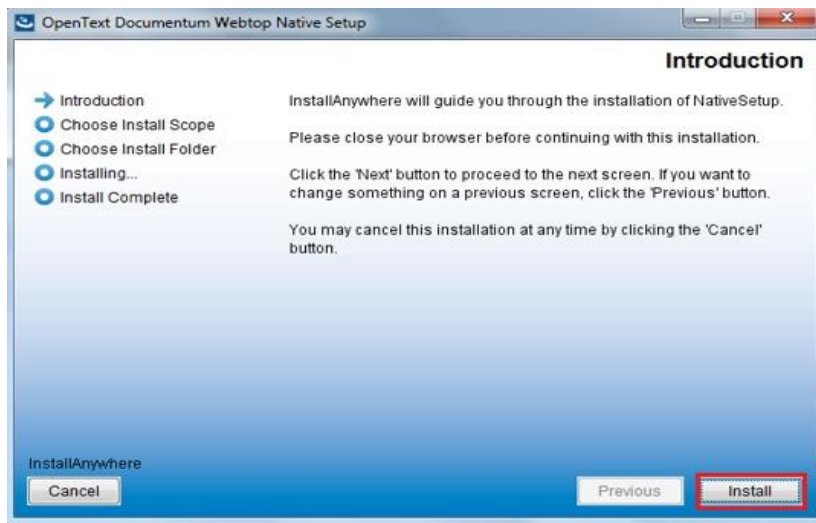 OpenText Documentum Webtop Native Setup
Introduction
Introduction
Choose Install Scope
Choose Install Folder
Installing...
Install Complete
InstallAnywhere will guide you through the installation of NativeSetup.
Please close your browser before continuing with this installation.
Click the 'Next' button to proceed to the next screen. If you want to
change something on a previous screen, click the 'Previous' button.
You may cancel this installation at any time by clicking the 'Cancel'
button.
InstallAnywhere
Cancel
Previous
Install